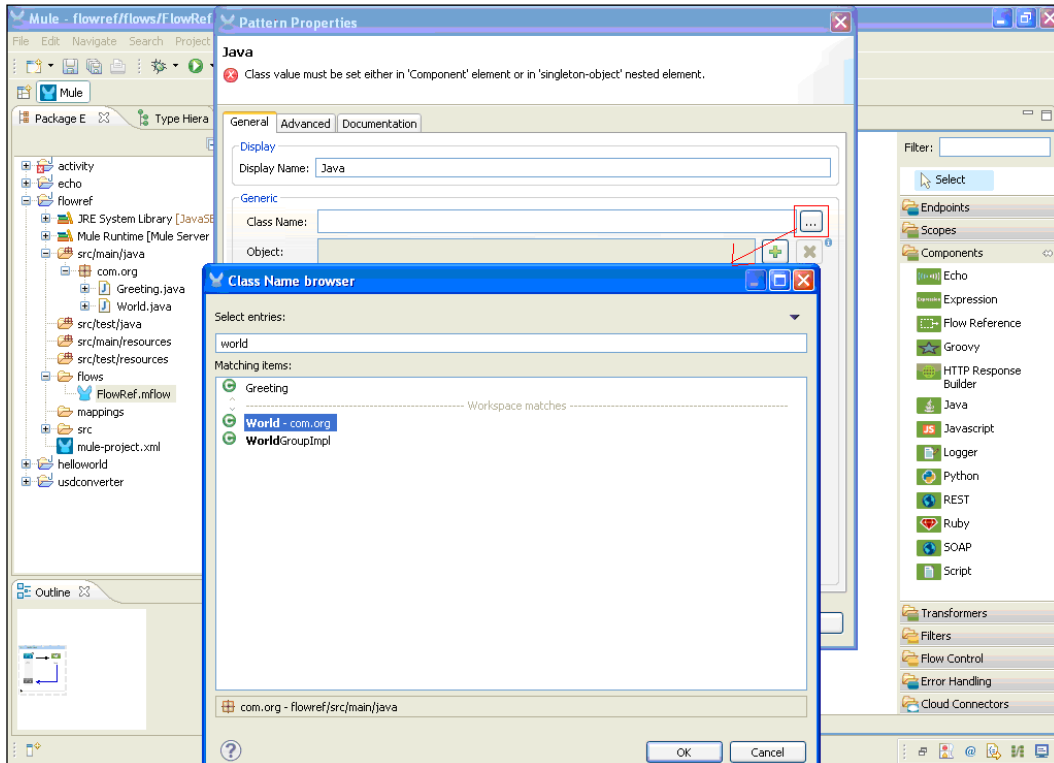 Mule - flowref/flows/FlowRef
File Edit Navigate Search Project
Mule
Package E
Type Hiera
activity
echo
flowref
JRE System Library [JavaSE
Mule Runtime [Mule Server
src/main/java
com.org
Greeting.java
World.java
src/test/java
src/main/resources
src/test/resources
flows
FlowRef.mflow
mappings
src
mule-project.xml
helloworld
usdconverter
Outline
Pattern Properties
Java
Class value must be set either in 'Component' element or in 'singleton-object' nested element.
General Advanced Documentation
Display
Display Name: Java
Generic
Class Name: ...
Object:
Class Name browser
Select entries:
world
Matching items:
Greeting
Workspace matches
World - com.org
WorldGroupImpl
com.org - flowref/src/main/java
OK Cancel
Filter:
Select
Endpoints
Scopes
Components
Echo
Expression
Flow Reference
Groovy
HTTP Response
Builder
Java
Javascript
Logger
Python
REST
Ruby
SOAP
Script
Transformers
Filters
Flow Control
Error Handling
Cloud Connectors